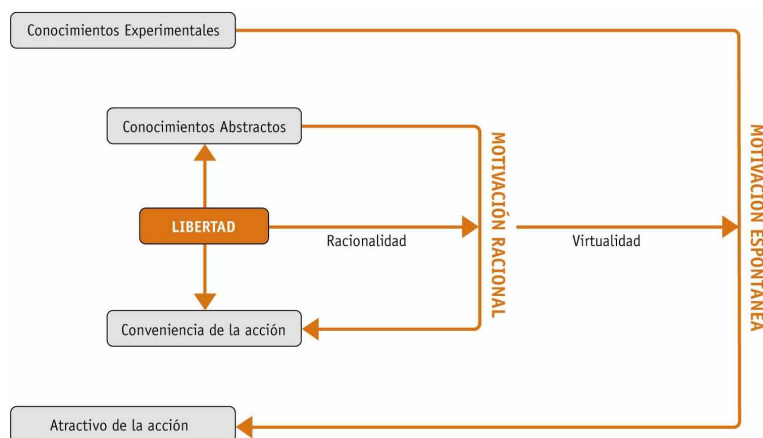 Conocimientos Experimentales
Conocimientos Abstractos
LIBERTAD
Racionalidad
MOTIVACIÓN RACIONAL
Virtualidad
MOTIVACION ESPONTANEA
Conveniencia de la acción
Atractivo de la acción